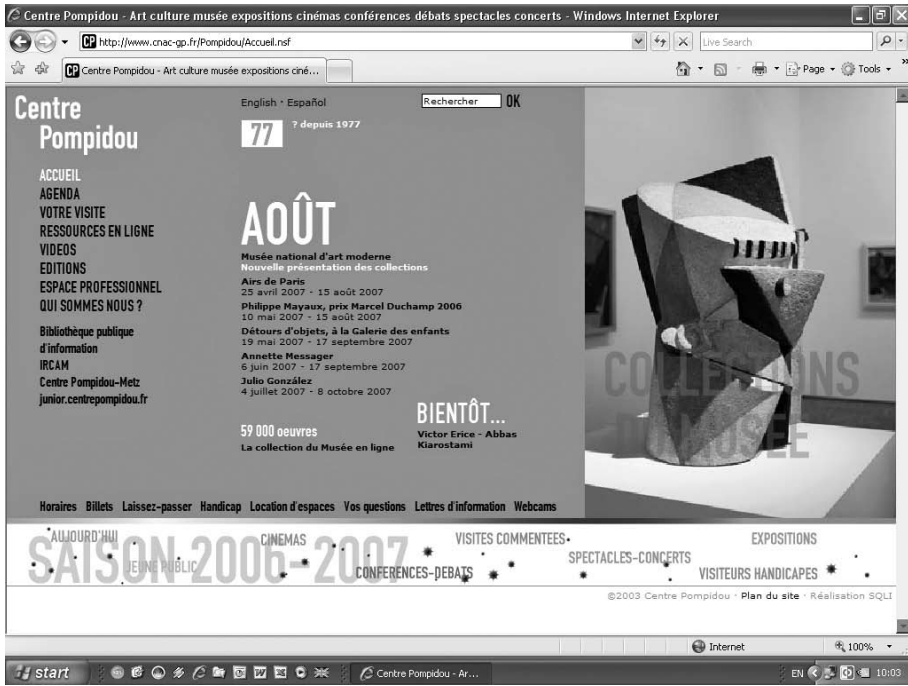 Centre Pompidou - Art culture musée expositions cinémas conférences débats spectacles concerts - Windows Internet Explorer
http://www.cnac-gp.fr/Pompidou/Accueil.nsf
Live Search
Centre Pompidou - Art culture musée expositions ciné...
Page
Tools
Centre
Pompidou
English · Español
Rechercher
OK
77
? depuis 1977
ACCUEIL
AGENDA
VOTRE VISITE
RESSOURCES EN LIGNE
VIDEOS
EDITIONS
ESPACE PROFESSIONNEL
QUI SOMMES NOUS ?
Bibliothèque publique
d'information
IRCAM
Centre Pompidou-Metz
junior.centrepompidou.fr
AOÛT
Musée national d'art moderne
Nouvelle présentation des collections
Airs de Paris
25 avril 2007 - 15 août 2007
Philippe Mayaux, prix Marcel Duchamp 2006
10 mai 2007 - 15 août 2007
Détours d'objets, à la Galerie des enfants
19 mai 2007 - 17 septembre 2007
Annette Messager
6 juin 2007 - 17 septembre 2007
Julio González
4 juillet 2007 - 8 octobre 2007
59 000 oeuvres
La collection du Musée en ligne
BIENTÔT...
Victor Erice - Abbas
Kiarostami
COLLECTIONS
DU MUSÉE
Horaires Billets Laissez-passer Handicap Location d'espaces Vos questions Lettres d'information Webcams
SAISON 2006-2007
AUJOURD'HUI
JEUNE PUBLIC
CINEMAS
CONFERENCES-DEBATS
VISITES COMMENTEES
SPECTACLES-CONCERTS
EXPOSITIONS
VISITEURS HANDICAPES
©2003 Centre Pompidou · Plan du site · Réalisation SQLI
Internet
100%
start
Centre Pompidou - Ar...
EN
10:03